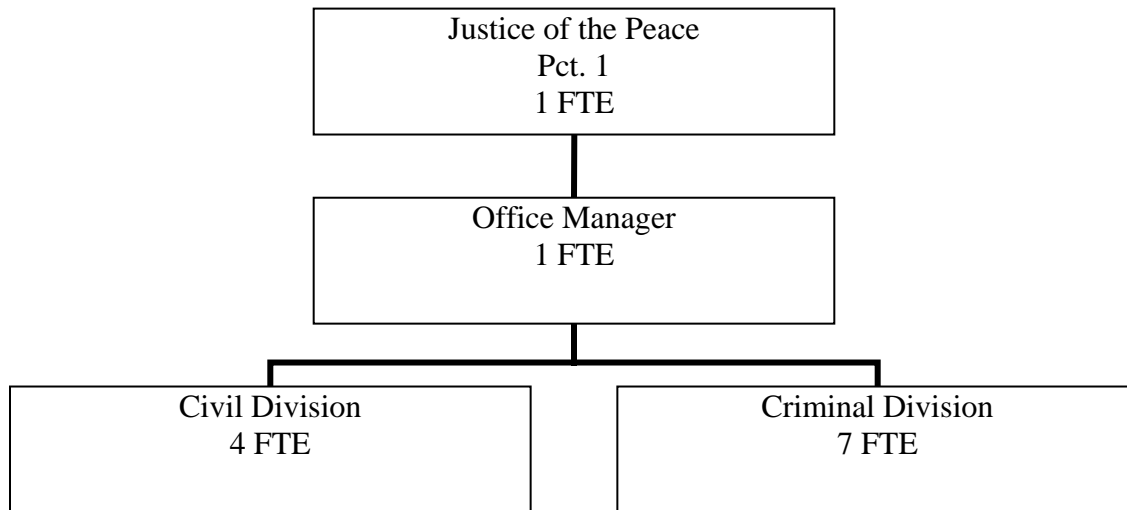 Justice of the Peace
Pct. 1
1 FTE
Office Manager
1 FTE
Civil Division
4 FTE
Criminal Division
7 FTE